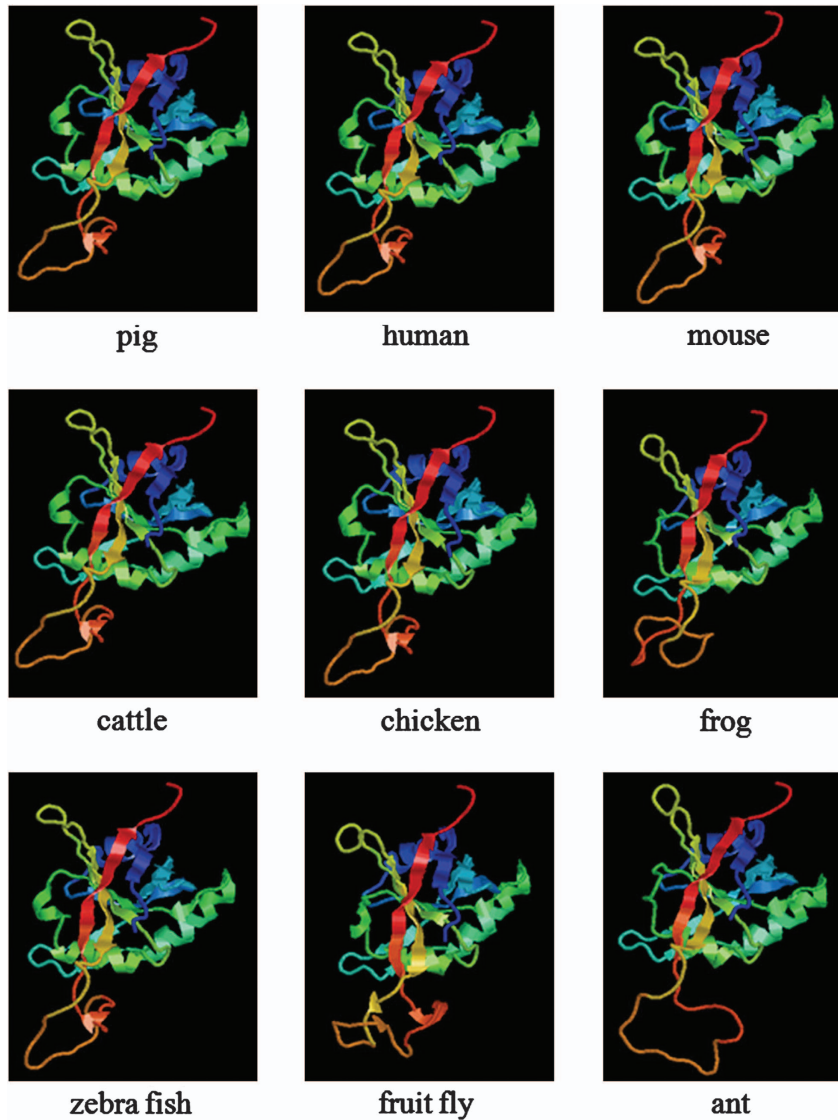 pig
human
mouse
cattle
chicken
frog
zebra fish
fruit fly
ant